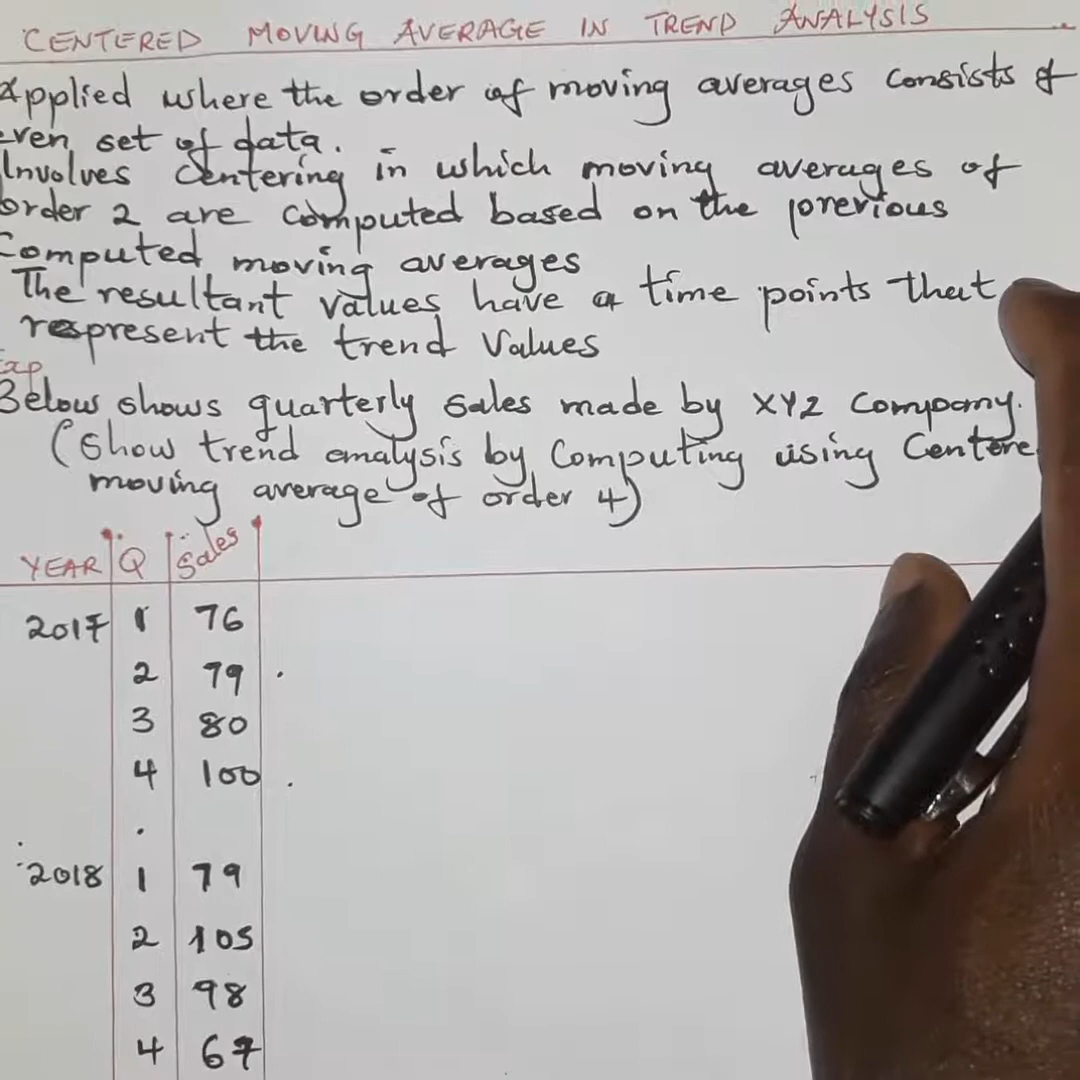 CENTERED MOVING AVERAGE IN TREND ANALYSIS
Applied where the order of moving averages consists of
even set of data.
Involves Centering in which moving averages of
order 2 are computed based on the previous
Computed moving averages
The resultant values have a time points that
represent the trend Values
Exp
Below shows quarterly sales made by XYZ Company.
(Show trend analysis by Computing using Centere
moving average of order 4)
YEAR Q Sales
2017 1 76
2 79
3 80
4 100
2018 1 79
2 105
3 98
4 67